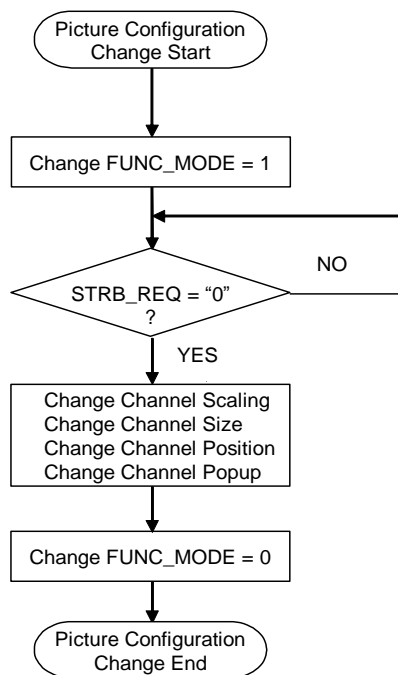 Picture Configuration
Change Start
Change FUNC_MODE = 1
NO
STRB_REQ = “0”
?
YES
Change Channel Scaling
Change Channel Size
Change Channel Position
Change Channel Popup
Change FUNC_MODE = 0
Picture Configuration
Change End